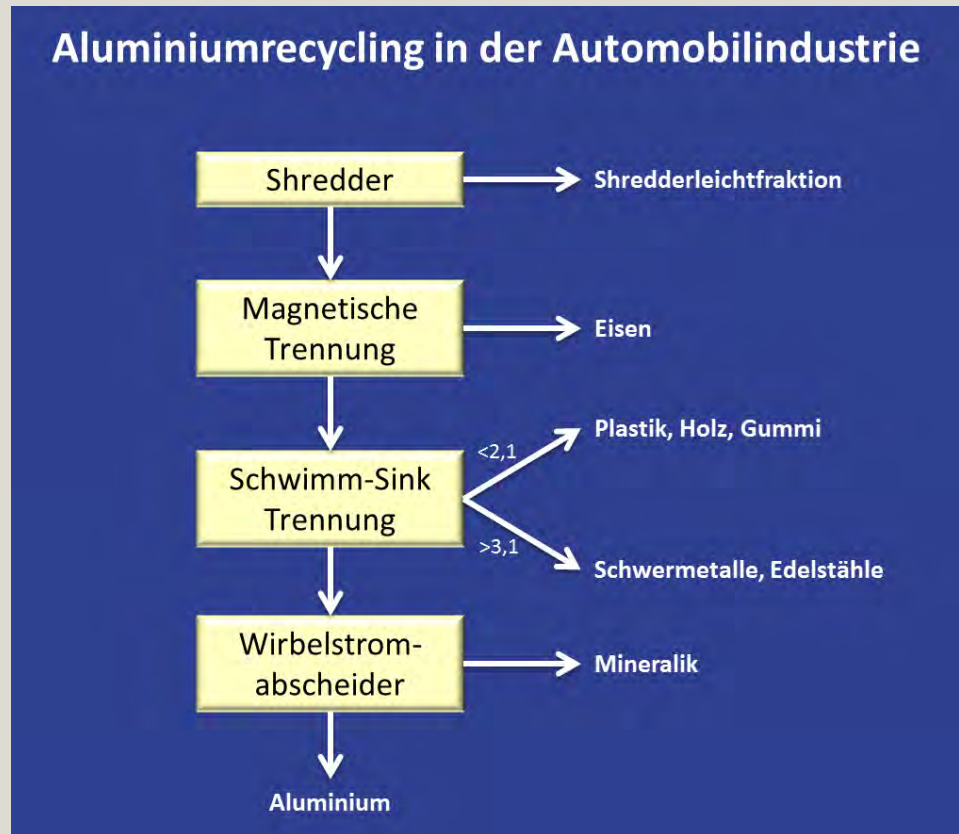 Aluminiumrecycling in der Automobilindustrie
Shredder
Shredderleichtfraktion
Magnetische
Trennung
Eisen
Schwimm-Sink
Trennung
<2,1
Plastik, Holz, Gummi
>3,1
Schwermetalle, Edelstähle
Wirbelstrom-
abscheider
Mineralik
Aluminium